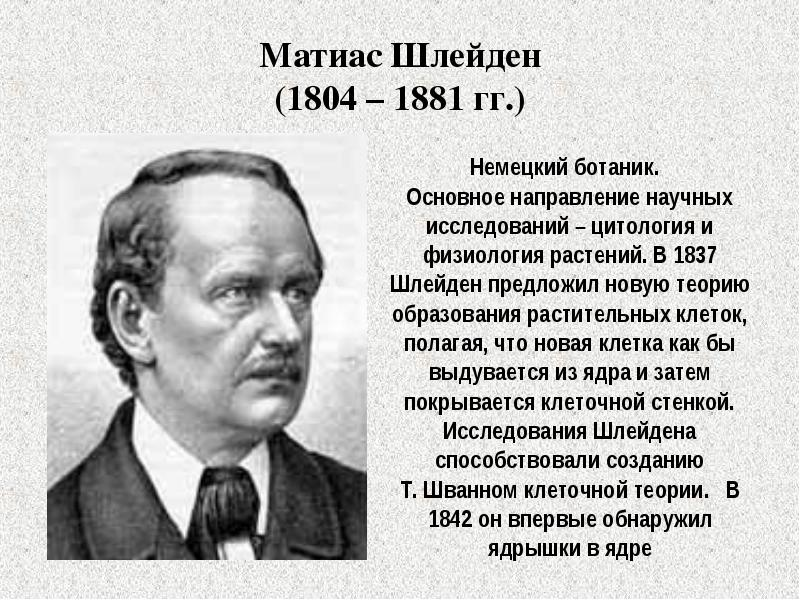 Матиас Шлейден
(1804 – 1881 гг.)
Немецкий ботаник.
Основное направление научных
исследований – цитология и
физиология растений. В 1837
Шлейден предложил новую теорию
образования растительных клеток,
полагая, что новая клетка как бы
выдувается из ядра и затем
покрывается клеточной стенкой.
Исследования Шлейдена
способствовали созданию
Т. Шванном клеточной теории. В
1842 он впервые обнаружил
ядрышки в ядре